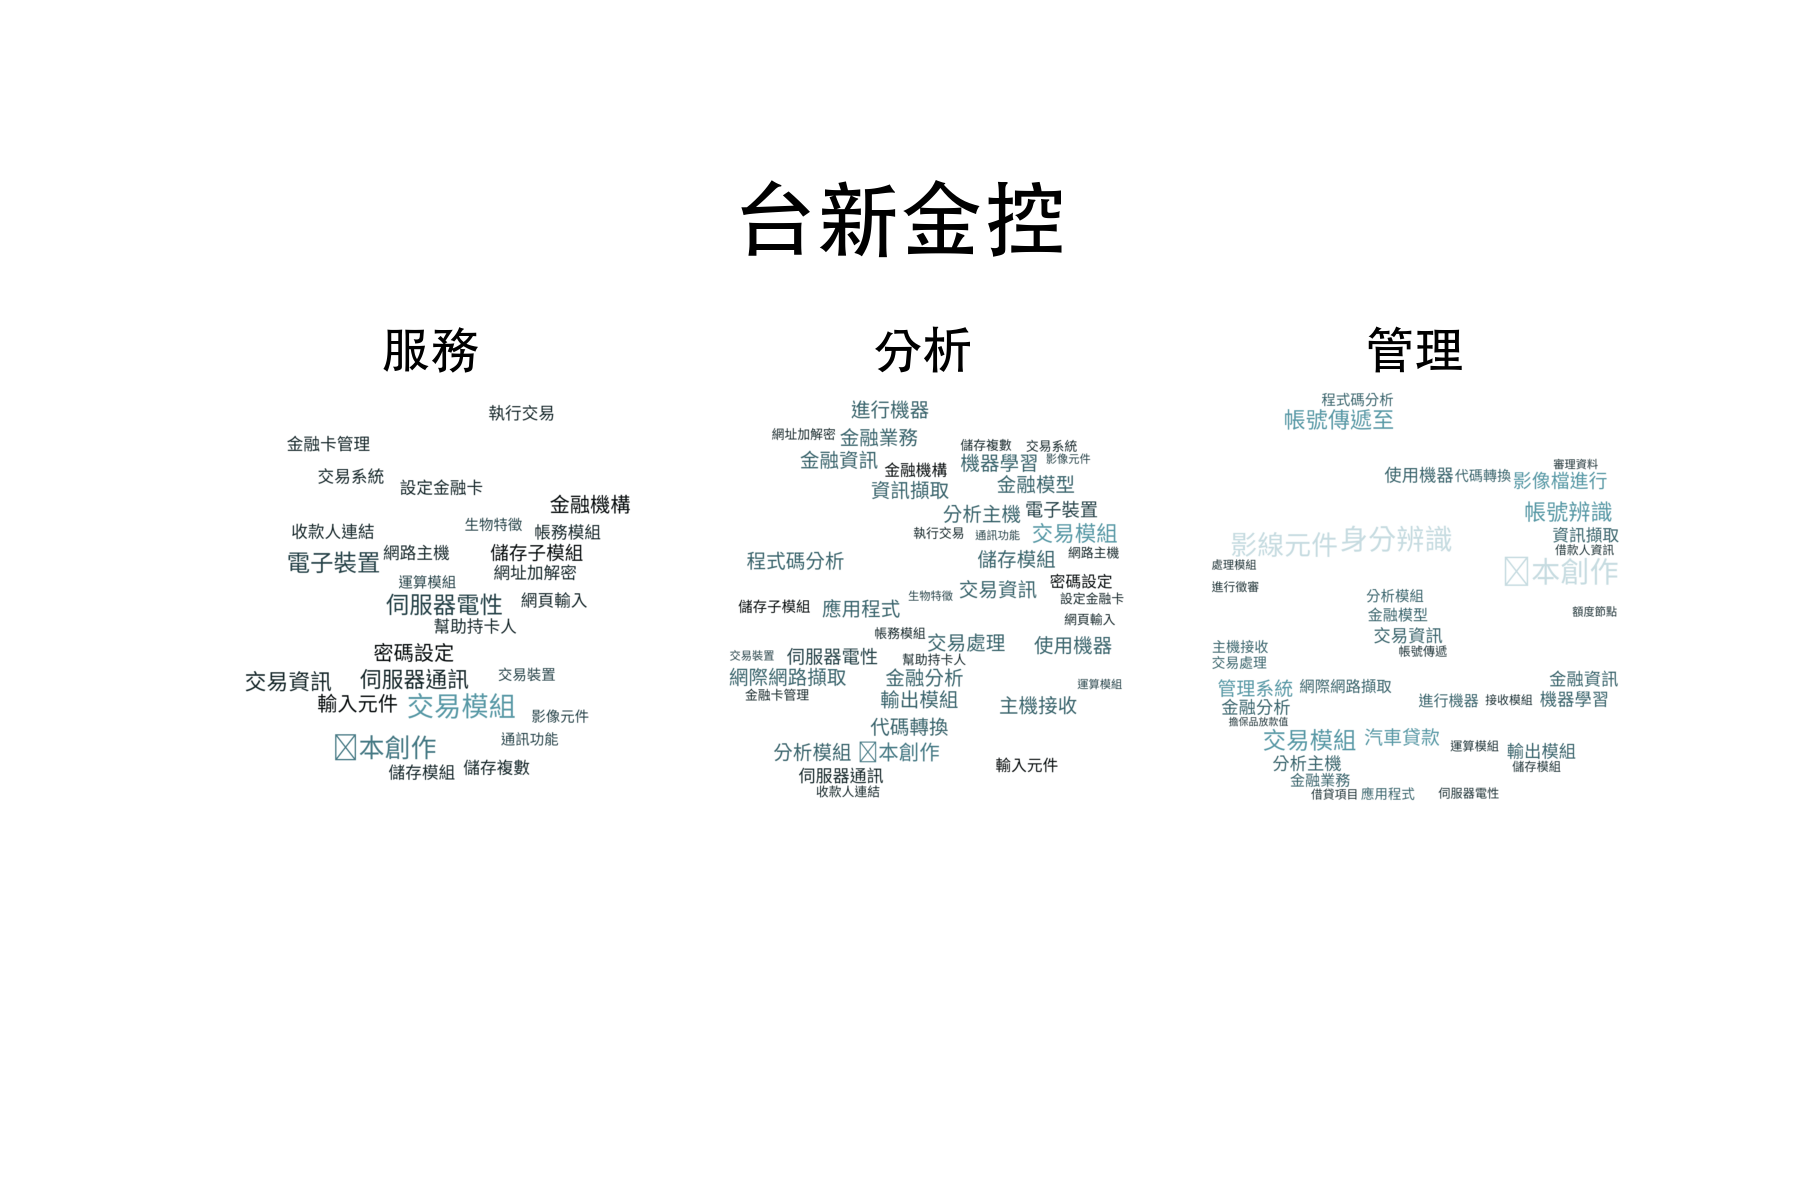 台新金控
服務
執行交易
金融卡管理
交易系統
設定金融卡
金融機構
收款人連結
生物特徵
帳務模組
電子裝置
網路主機
儲存子模組
網址加解密
運算模組
伺服器電性
網頁輸入
幫助持卡人
密碼設定
交易資訊
伺服器通訊
交易裝置
輸入元件
交易模組
影像元件
本創作
通訊功能
儲存模組
儲存複數
分析
進行機器
網址加解密
金融業務
儲存複數
交易系統
金融資訊
金融機構
機器學習
影像元件
資訊擷取
金融模型
分析主機
電子裝置
執行交易
通訊功能
交易模組
程式碼分析
儲存模組
網路主機
交易資訊
密碼設定
儲存子模組
應用程式
生物特徵
設定金融卡
網頁輸入
帳務模組
交易處理
使用機器
交易裝置
伺服器電性
幫助持卡人
網際網路擷取
金融分析
運算模組
金融卡管理
輸出模組
主機接收
代碼轉換
分析模組
本創作
輸入元件
伺服器通訊
收款人連結
管理
程式碼分析
帳號傳遞至
審理資料
使用機器
代碼轉換
影像檔進行
帳號辨識
影線元件
身分辨識
資訊擷取
借款人資訊
處理模組
本創作
進行徵審
分析模組
額度節點
金融模型
交易資訊
主機接收
帳號傳遞
交易處理
金融資訊
管理系統
網際網路擷取
進行機器
接收模組
機器學習
金融分析
擔保品放款值
交易模組
汽車貸款
運算模組
輸出模組
分析主機
儲存模組
金融業務
借貸項目
應用程式
伺服器電性